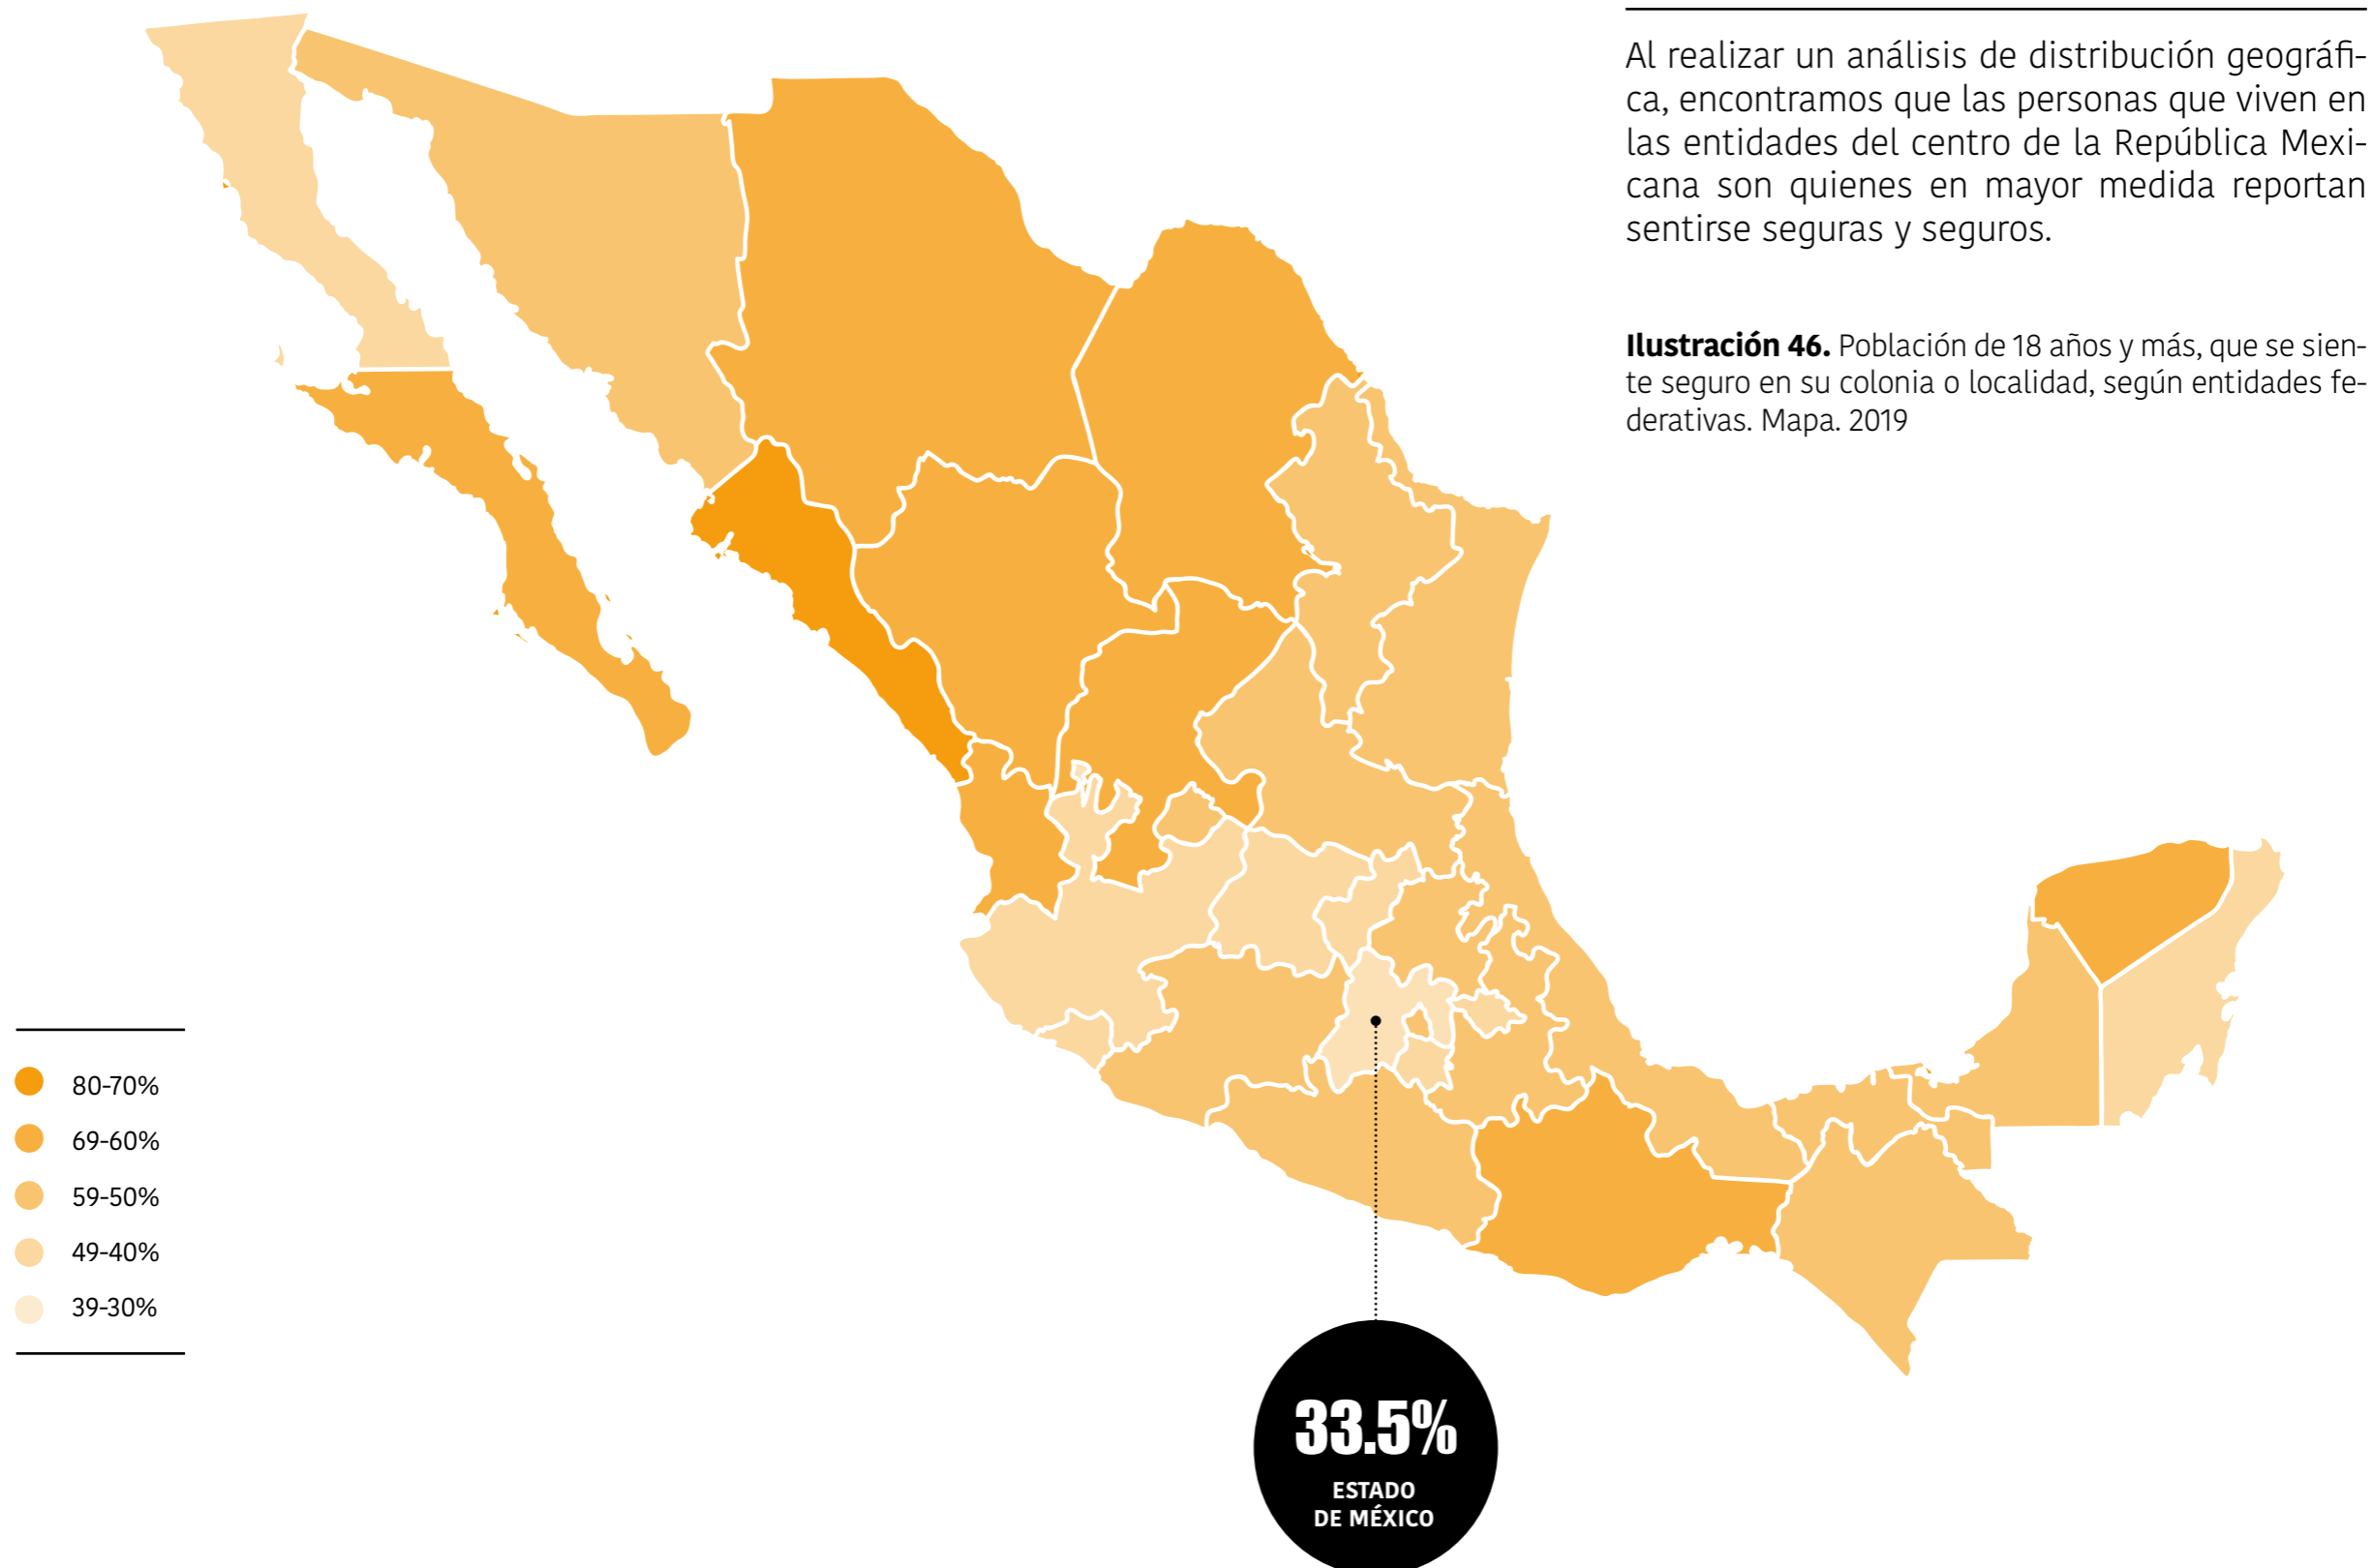 Al realizar un análisis de distribución geográfi-
ca, encontramos que las personas que viven en
las entidades del centro de la República Mexi-
cana son quienes en mayor medida reportan
sentirse seguras y seguros.
Ilustración 46. Población de 18 años y más, que se sien-
te seguro en su colonia o localidad, según entidades fe-
derativas. Mapa. 2019
80-70%
69-60%
59-50%
49-40%
39-30%
33.5%
ESTADO
DE MÉXICO